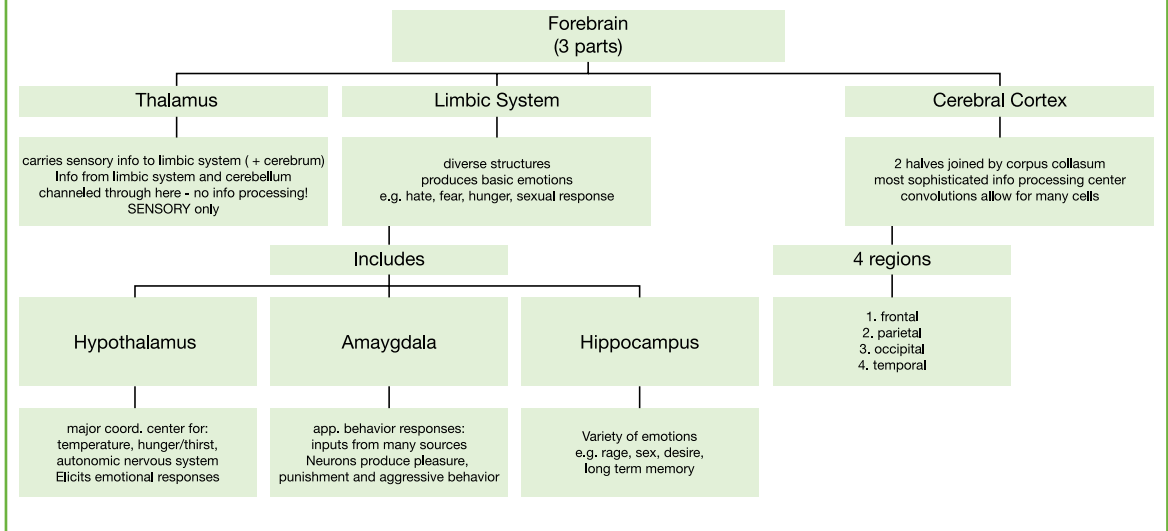 Forebrain
(3 parts)
Thalamus
Limbic System
Cerebral Cortex
carries sensory info to limbic system ( + cerebrum)
Info from limbic system and cerebellum
channeled through here - no info processing!
SENSORY only
diverse structures
produces basic emotions
e.g. hate, fear, hunger, sexual response
2 halves joined by corpus collasum
most sophisticated info processing center
convolutions allow for many cells
Includes
4 regions
Hypothalamus
Amaygdala
Hippocampus
1. frontal
2. parietal
3. occipital
4. temporal
major coord. center for:
temperature, hunger/thirst,
autonomic nervous system
Elicits emotional responses
app. behavior responses:
inputs from many sources
Neurons produce pleasure,
punishment and aggressive behavior
Variety of emotions
e.g. rage, sex, desire,
long term memory